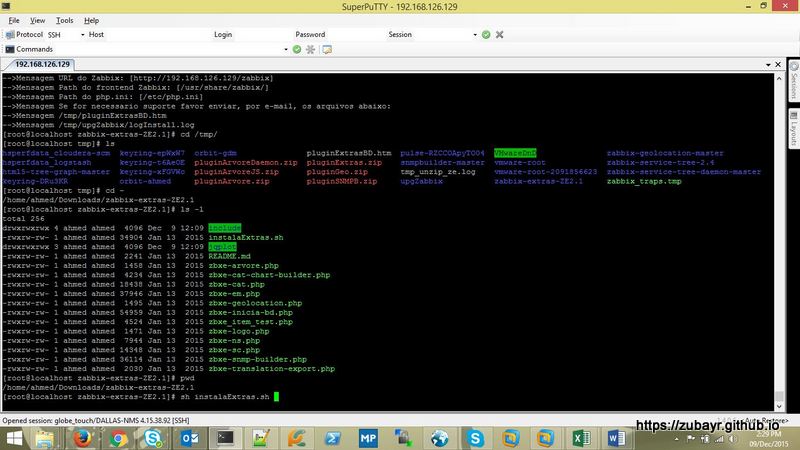 SuperPuTTY - 192.168.126.129
File View Tools Help
Protocol SSH Host Login Password Session
Commands
192.168.126.129
-->Mensagem URL do Zabbix: [http://192.168.126.129/zabbix]
-->Mensagem Path do frontend Zabbix: [/usr/share/zabbix/]
-->Mensagem Path do php.ini: [/etc/php.ini]
-->Mensagem Se for necessario suporte favor enviar, por e-mail, os arquivos abaixo:
-->Mensagem /tmp/pluginExtrasBD.htm
-->Mensagem /tmp/upgZabbix/logInstall.log
[root@localhost zabbix-extras-ZE2.1]# cd /tmp/
[root@localhost tmp]# ls
hsperfdata_clouders-scm keyring-epWxW7 orbit-gdm pluginExtrasBD.htm pulse-RZCCOApyTO04 VMwareDnD zabbix-geolocation-master
hsperfdata_logstash keyring-t6AeOE pluginArvoreDaemon.zip pluginExtras.zip snmpbuilder-master vmware-root zabbix-service-tree-2.4
html5-tree-graph-master keyring-xFGVWc pluginArvoreJS.zip pluginGeo.zip tmp_unzip_ze.log vmware-root-2091856623 zabbix-service-tree-daemon-master
keyring-DRu3KR orbit-ahmed pluginArvore.zip pluginSNMPB.zip upgZabbix zabbix-extras-ZE2.1 zabbix_traps.tmp
[root@localhost tmp]# cd -
/home/ahmed/Downloads/zabbix-extras-ZE2.1
[root@localhost zabbix-extras-ZE2.1]# ls -l
total 256
drwxrwxrwx 4 ahmed ahmed 4096 Dec 9 12:09 include
-rwxrw-rw- 1 ahmed ahmed 34904 Jan 13 2015 instalaExtras.sh
drwxrwxrwx 3 ahmed ahmed 4096 Dec 9 12:09 jqplot
-rwxrw-rw- 1 ahmed ahmed 2241 Jan 13 2015 README.md
-rwxrw-rw- 1 ahmed ahmed 1458 Jan 13 2015 zbxe-arvore.php
-rwxrw-rw- 1 ahmed ahmed 4234 Jan 13 2015 zbxe-cat-chart-builder.php
-rwxrw-rw- 1 ahmed ahmed 18438 Jan 13 2015 zbxe-cat.php
-rwxrw-rw- 1 ahmed ahmed 37946 Jan 13 2015 zbxe-em.php
-rwxrw-rw- 1 ahmed ahmed 1495 Jan 13 2015 zbxe-geolocation.php
-rwxrw-rw- 1 ahmed ahmed 54959 Jan 13 2015 zbxe-inicia-bd.php
-rwxrw-rw- 1 ahmed ahmed 4524 Jan 13 2015 zbxe_item_test.php
-rwxrw-rw- 1 ahmed ahmed 1471 Jan 13 2015 zbxe-logo.php
-rwxrw-rw- 1 ahmed ahmed 7944 Jan 13 2015 zbxe-ns.php
-rwxrw-rw- 1 ahmed ahmed 14348 Jan 13 2015 zbxe-sc.php
-rwxrw-rw- 1 ahmed ahmed 36114 Jan 13 2015 zbxe-snmp-builder.php
-rwxrw-rw- 1 ahmed ahmed 2030 Jan 13 2015 zbxe-translation-export.php
[root@localhost zabbix-extras-ZE2.1]# pwd
/home/ahmed/Downloads/zabbix-extras-ZE2.1
[root@localhost zabbix-extras-ZE2.1]# sh instalaExtras.sh
Sessions
Layouts
Opened session: globe_touch/DALLAS-NMS 4.15.38.92 [SSH]
Auto Restore
https://zubayr.github.io
MP
2:29 PM
09/Dec/2015